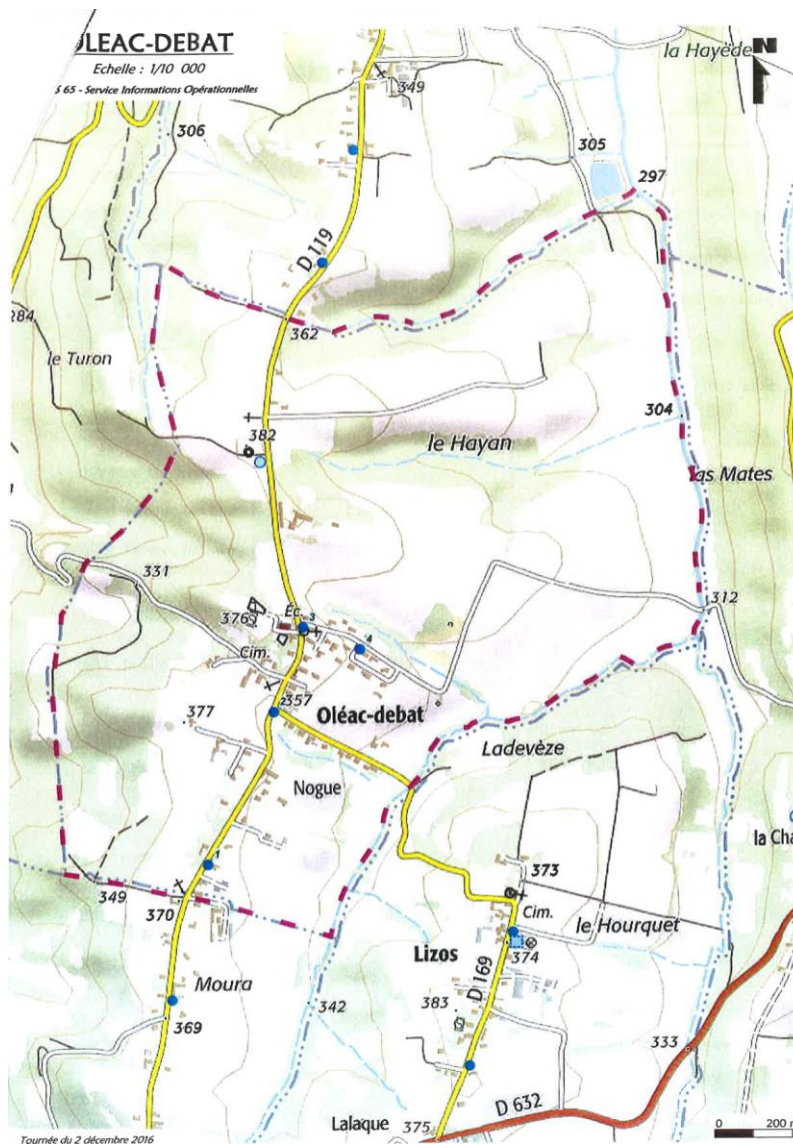 OLEAC-DEBAT
Echelle : 1/10 000
S 65 - Service Informations Opérationnelles
N
la Hayède
349
306
305
297
D 119
284
362
le Turon
382
le Hayan
304
as Mates
331
312
376
Éc.
3
4
Cim.
2
357
377
Oléac-debat
Ladevèze
Nogue
la Cha
1
373
349
370
Cim.
le Hourquet
Lizos
374
Moura
D 169
342
383
369
333
D 632
Lalaque
375
0 200 m
Tournée du 2 décembre 2016